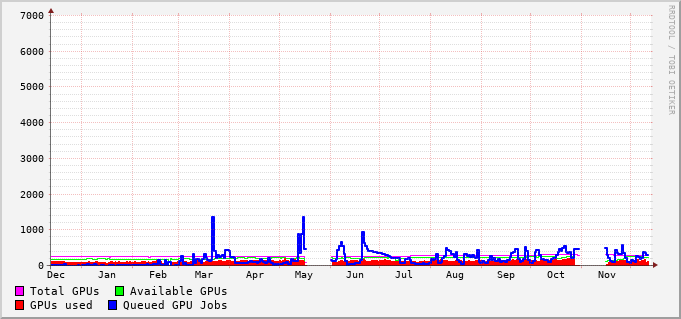 7000
6000
5000
4000
3000
2000
1000
0
Dec Jan Feb Mar Apr May Jun Jul Aug Sep Oct Nov
Total GPUs Available GPUs
GPUs used Queued GPU Jobs
RRDTOOL / TOBI OETIKER